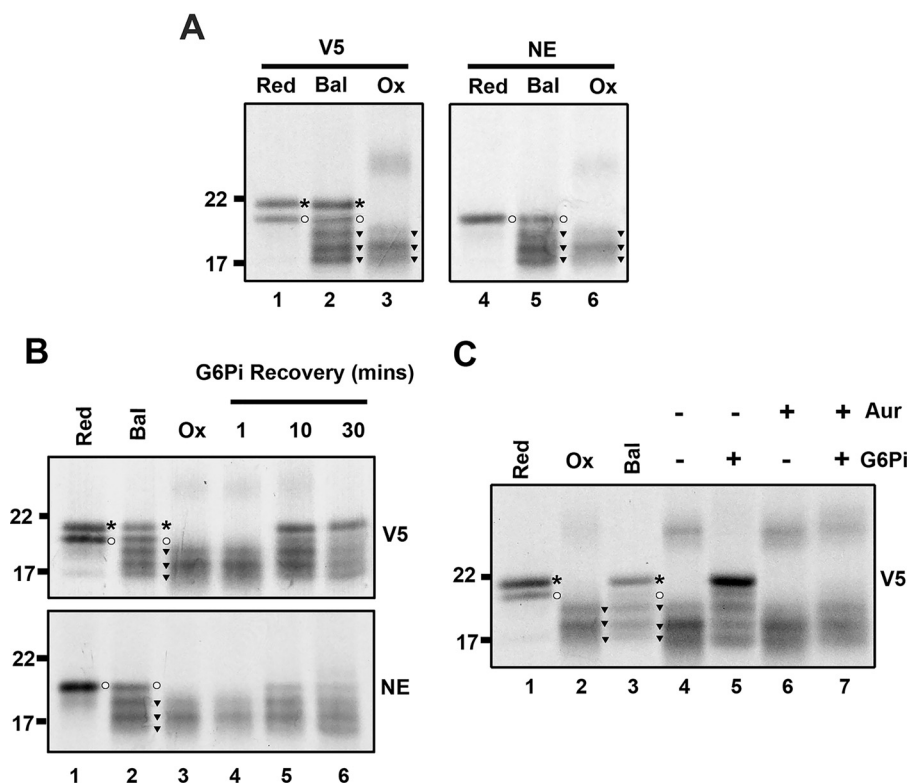 A
V5 NE
Red Bal Ox Red Bal Ox
22 * *
17
1 2 3 4 5 6
B
G6Pi Recovery (mins)
Red Bal Ox 1 10 30
22 * * V5
17
22
NE
17
1 2 3 4 5 6
C
- - + + Aur
Red Ox Bal - + - + G6Pi
22 * * V5
17
1 2 3 4 5 6 7